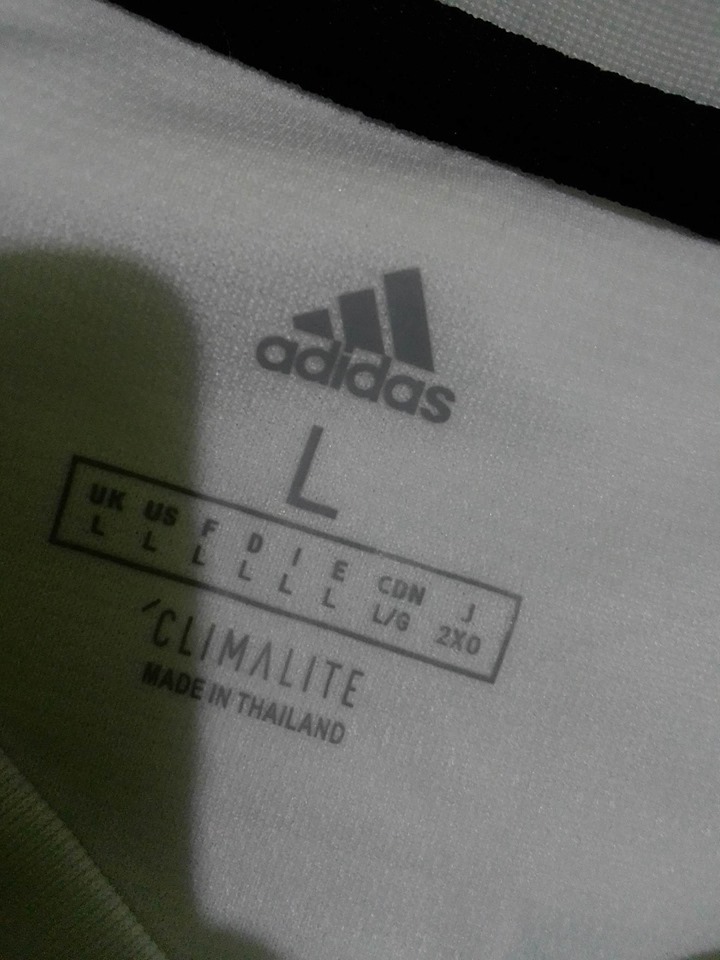 adidas
L
UK US F D I E CDN J
L L L L L L L/G 2XO
CLIMALITE
MADE IN THAILAND